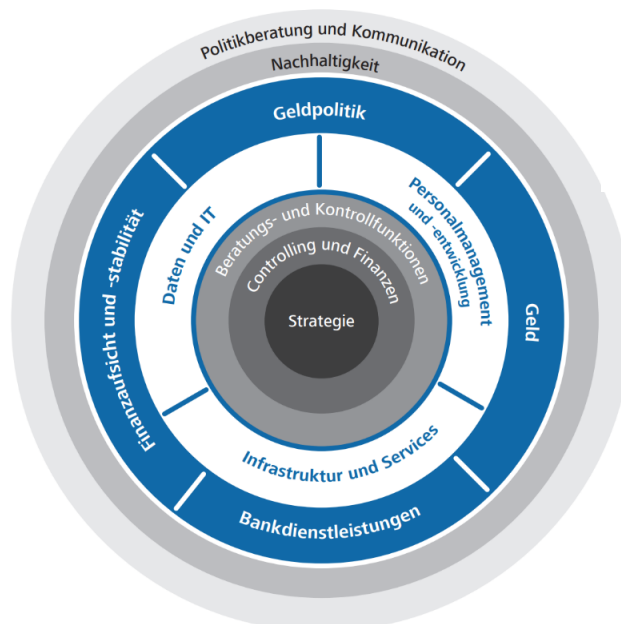 Politikberatung und Kommunikation
Nachhaltigkeit
Geldpolitik
Personalmanagement
und -entwicklung
Daten und IT
Beratungs- und Kontrollfunktionen
Controlling und Finanzen
Strategie
Geld
Finanzaufsicht und -stabilität
Infrastruktur und Services
Bankdienstleistungen